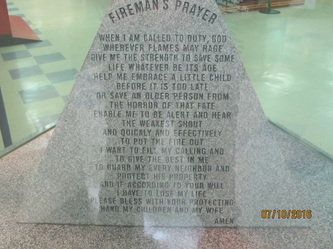 FIREMAN'S PRAYER
WHEN I AM CALLED TO DUTY, GOD
WHEREVER FLAMES MAY RAGE
GIVE ME THE STRENGTH TO SAVE SOME
LIFE WHATEVER BE ITS AGE
HELP ME EMBRACE A LITTLE CHILD
BEFORE IT IS TOO LATE
OR SAVE AN OLDER PERSON FROM
THE HORROR OF THAT FATE
ENABLE ME TO BE ALERT AND HEAR
THE WEAKEST SHOUT
AND QUICKLY AND EFFECTIVELY
TO PUT THE FIRE OUT
I WANT TO FILL MY CALLING AND
TO GIVE THE BEST IN ME
TO GUARD MY EVERY NEIGHBOUR AND
PROTECT HIS PROPERTY
AND IF ACCORDING TO YOUR WILL
I HAVE TO LOSE MY LIFE
PLEASE BLESS WITH YOUR PROTECTING
HAND MY CHILDREN AND MY WIFE
AMEN
07/10/2016